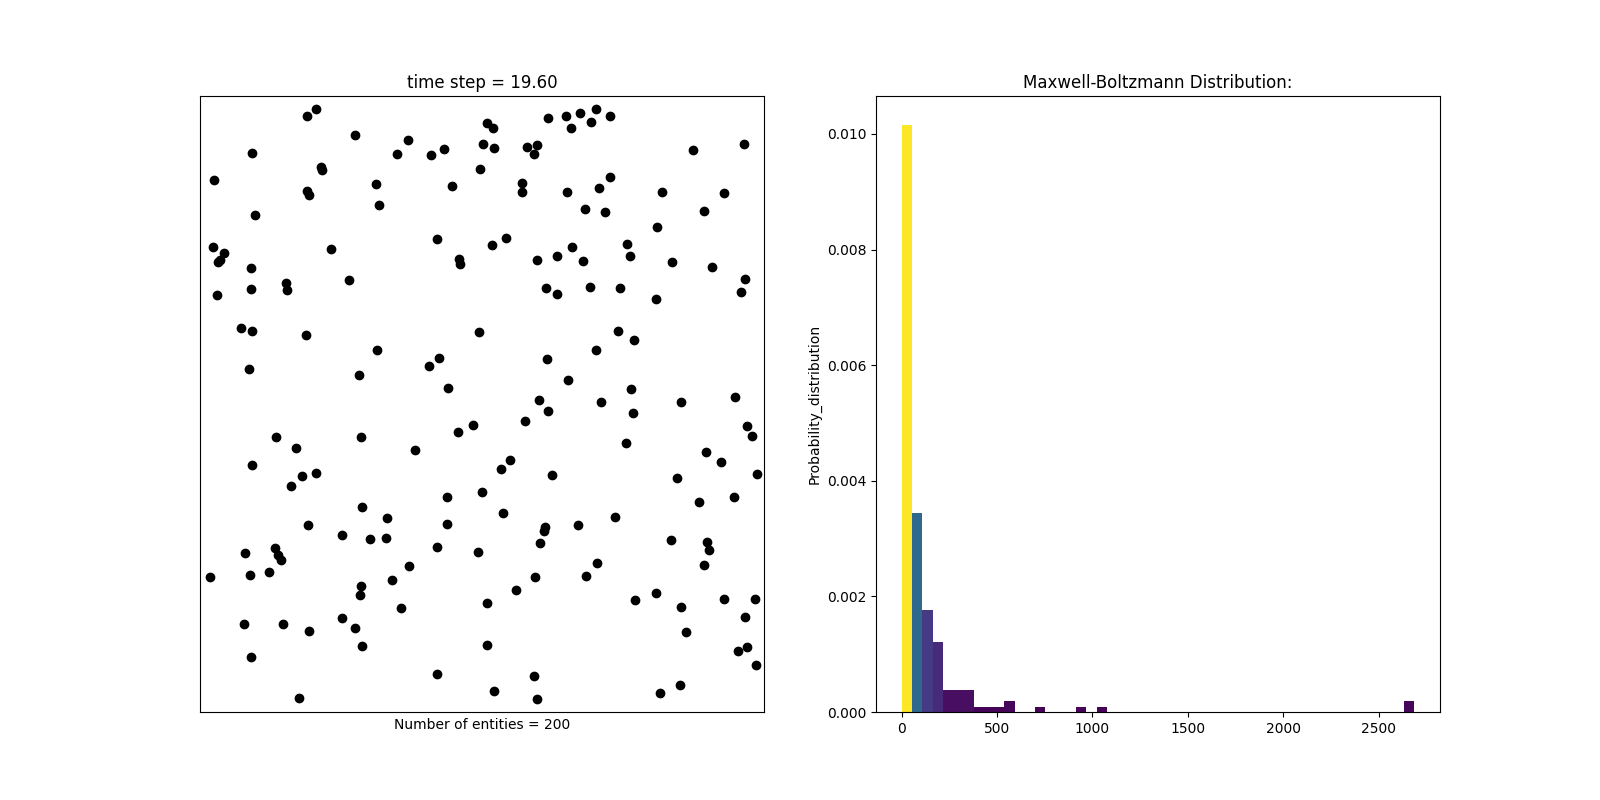 time step = 19.60
Number of entities = 200
Maxwell-Boltzmann Distribution:
Probability_distribution
0.010
0.008
0.006
0.004
0.002
0.000
0 500 1000 1500 2000 2500